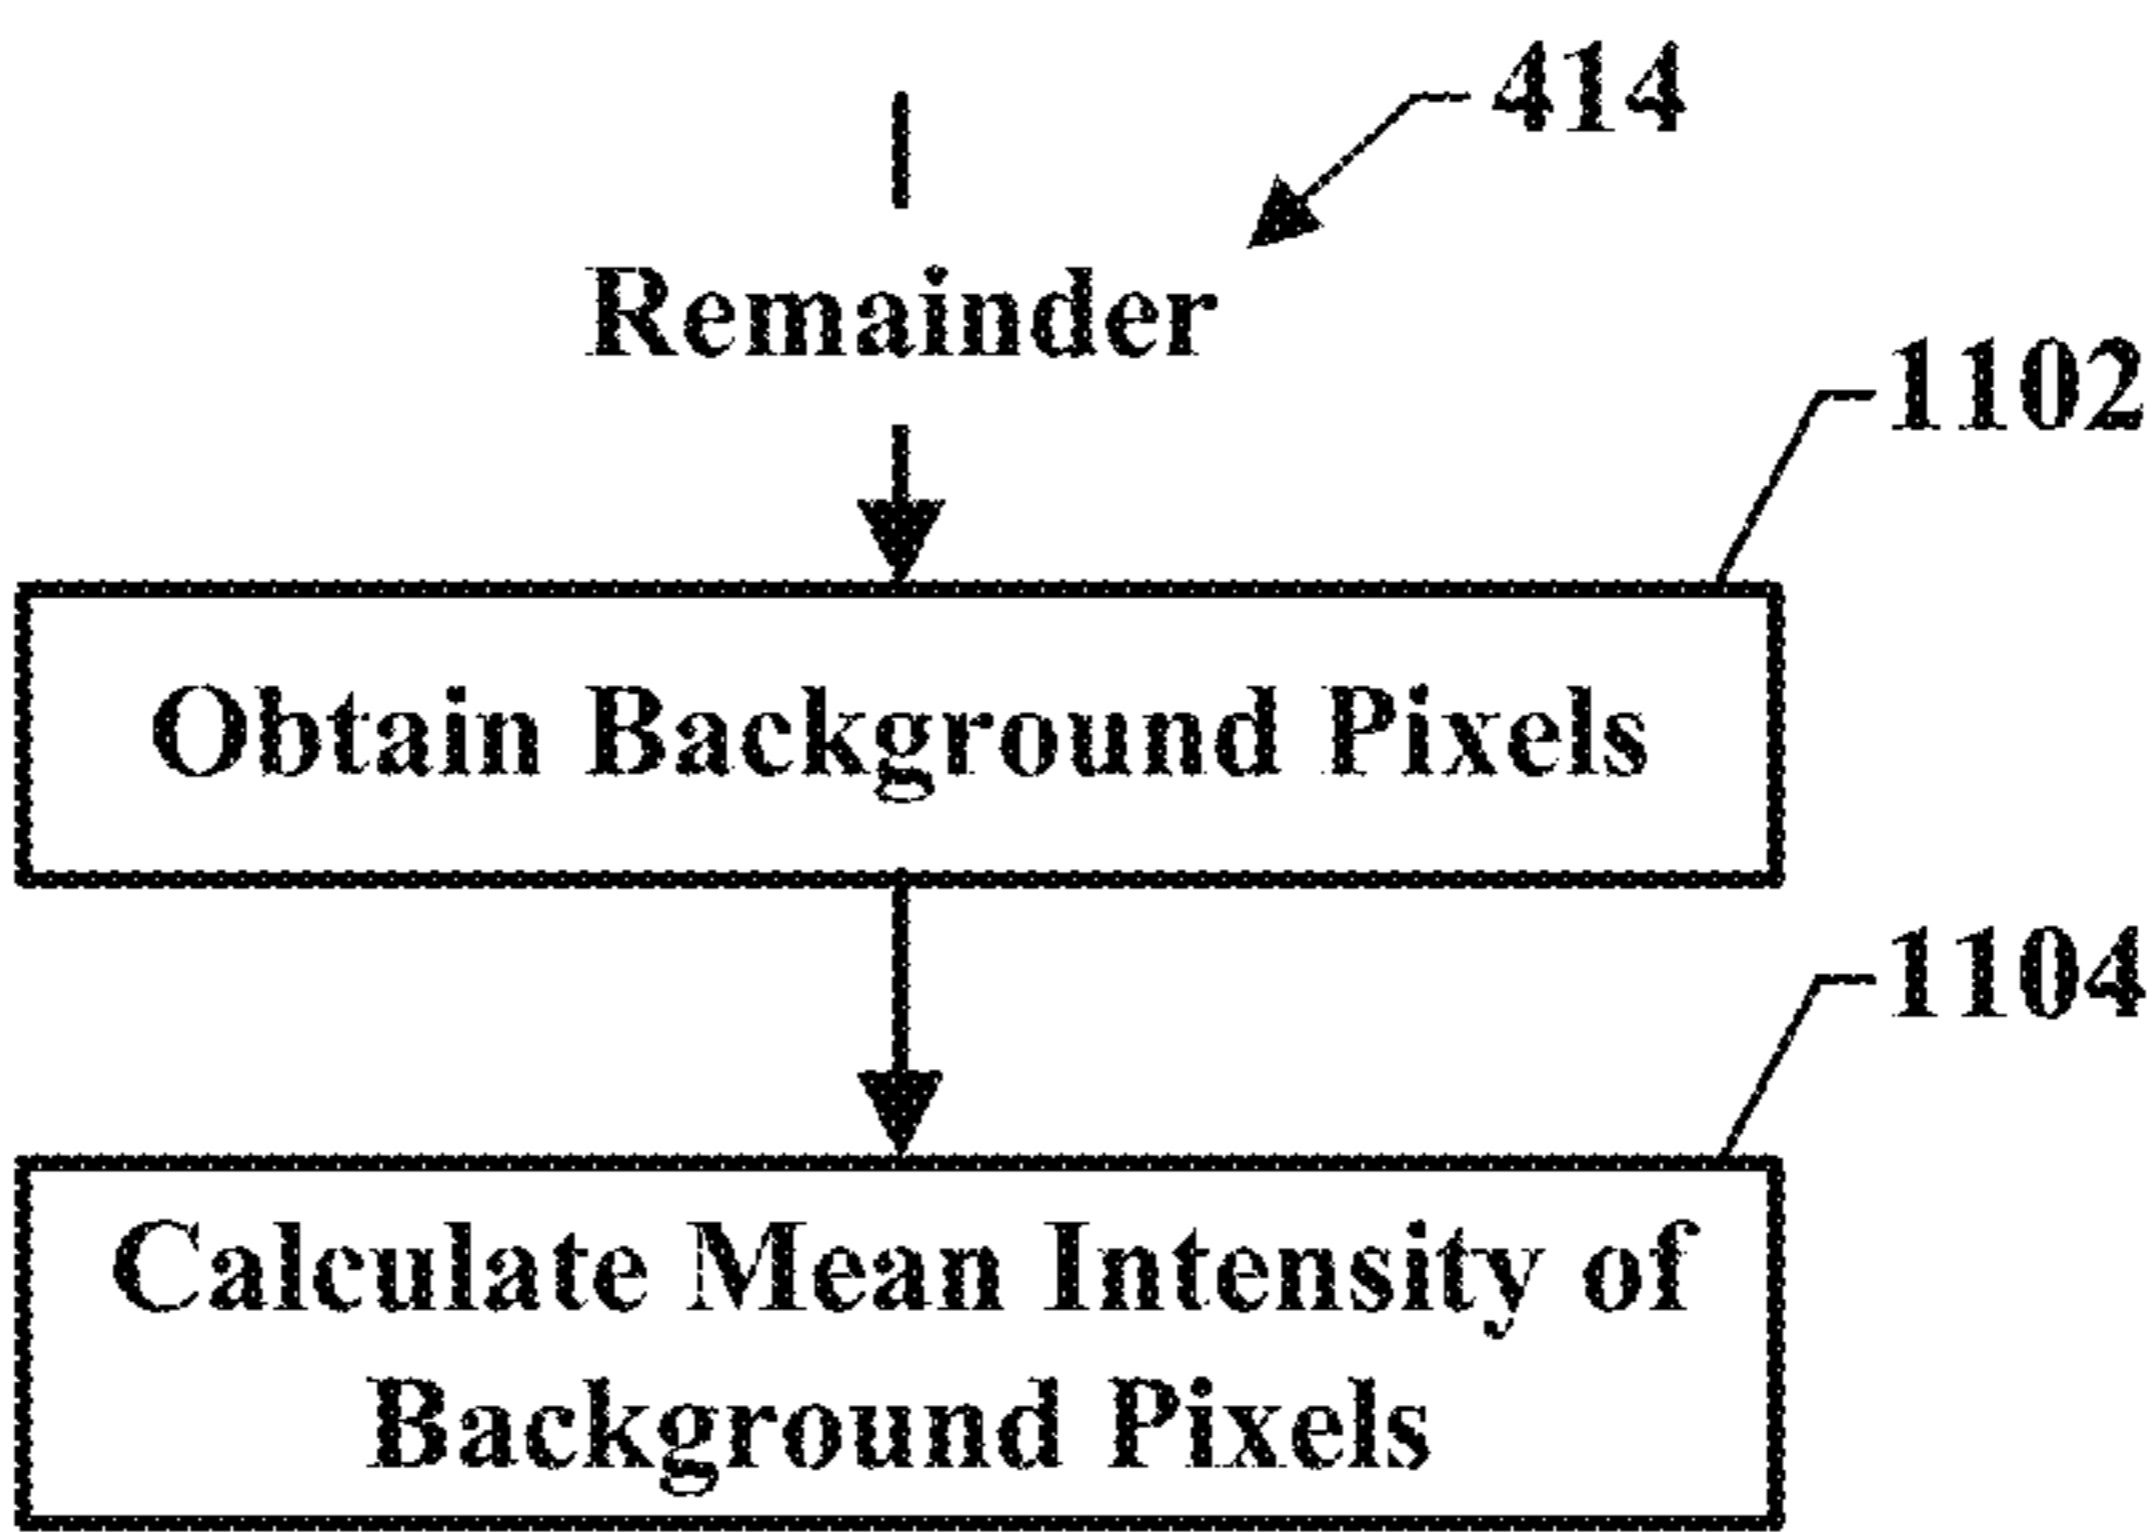 414
Remainder
1102
Obtain Background Pixels
1104
Calculate Mean Intensity of
Background Pixels